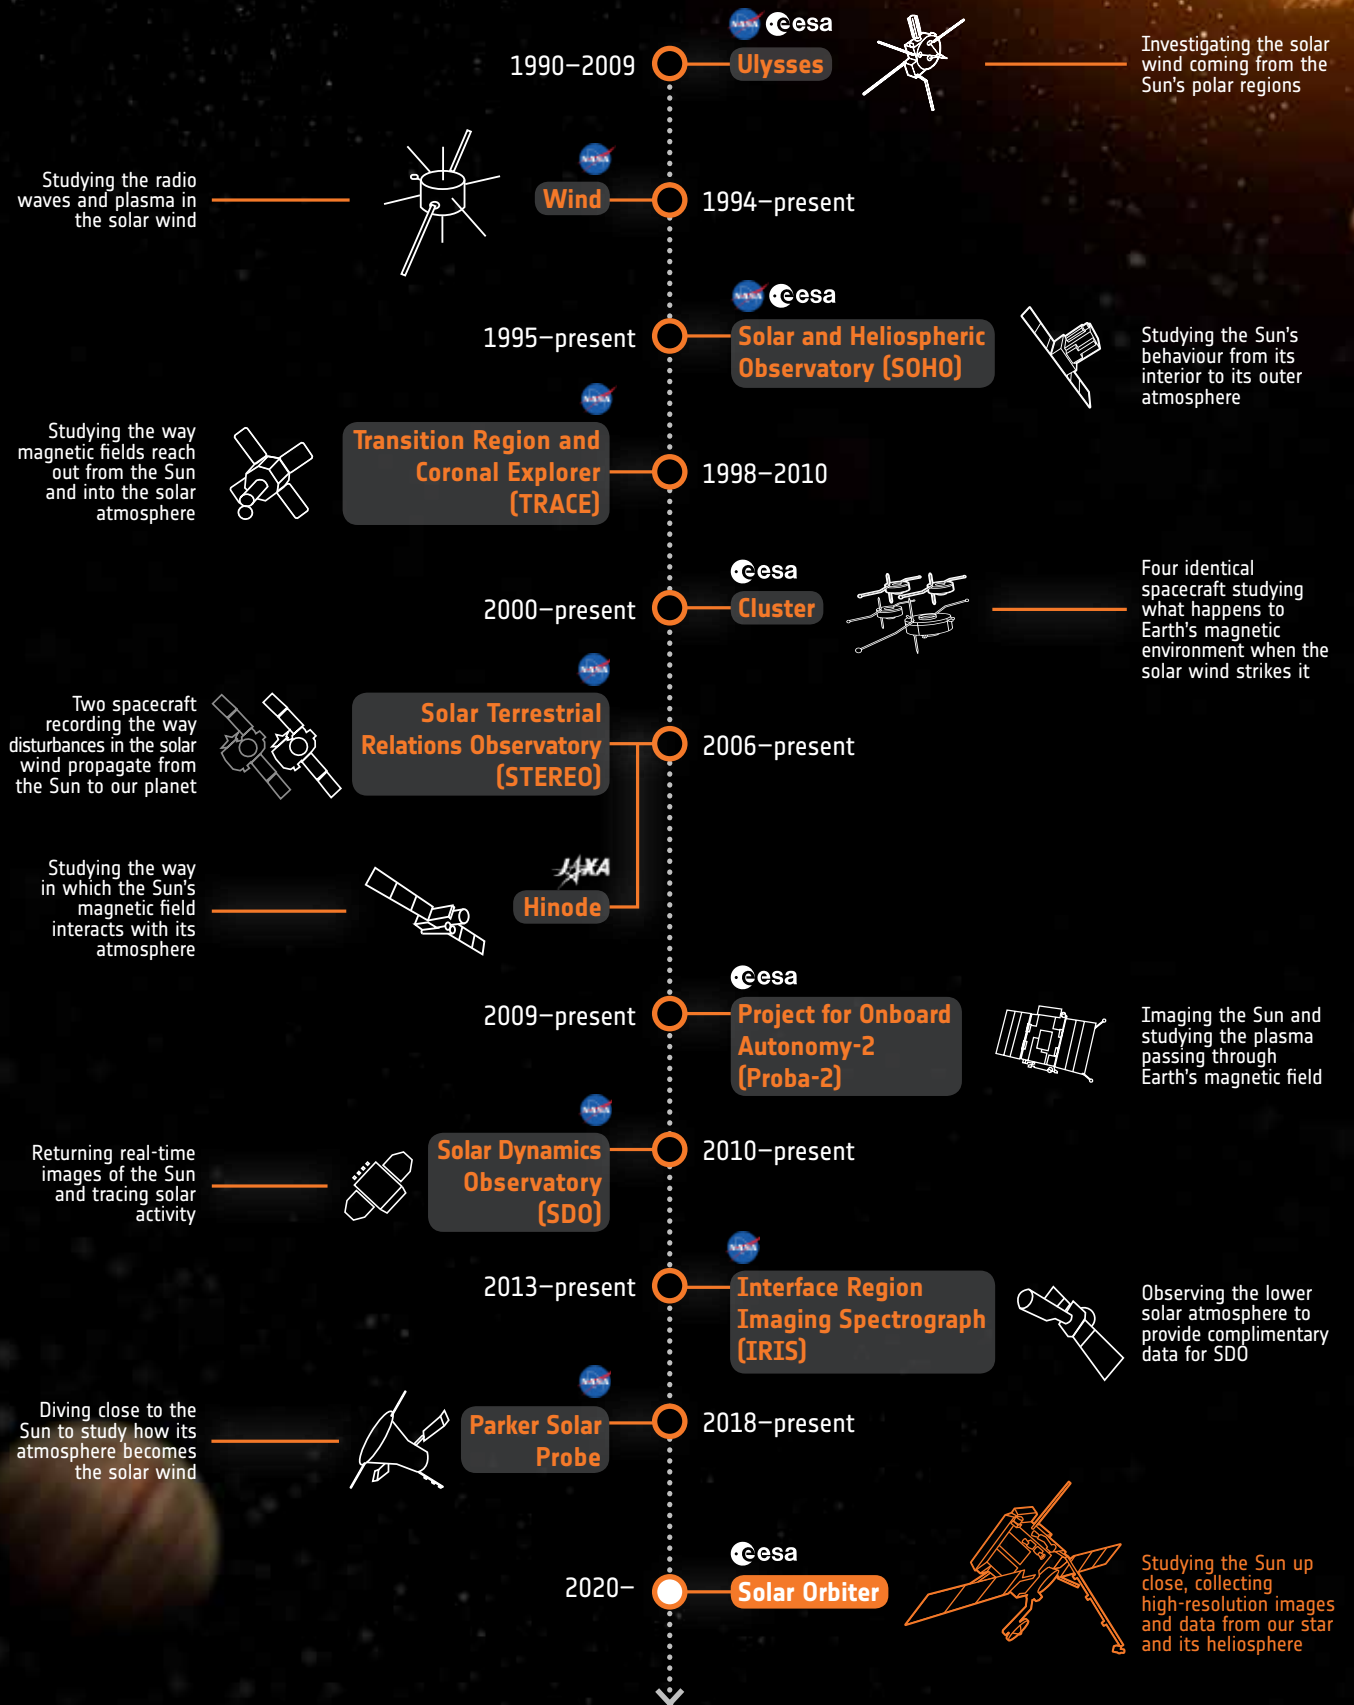 NASA esa
1990–2009
Ulysses
Investigating the solar
wind coming from the
Sun's polar regions
NASA
Studying the radio
waves and plasma in
the solar wind
Wind
1994–present
NASA esa
1995–present
Solar and Heliospheric
Observatory (SOHO)
Studying the Sun's
behaviour from its
interior to its outer
atmosphere
NASA
Studying the way
magnetic fields reach
out from the Sun
and into the solar
atmosphere
Transition Region and
Coronal Explorer
(TRACE)
1998–2010
esa
2000–present
Cluster
Four identical
spacecraft studying
what happens to
Earth's magnetic
environment when the
solar wind strikes it
NASA
Two spacecraft
recording the way
disturbances in the solar
wind propagate from
the Sun to our planet
Solar Terrestrial
Relations Observatory
(STEREO)
2006–present
JAXA
Studying the way
in which the Sun's
magnetic field
interacts with its
atmosphere
Hinode
esa
2009–present
Project for Onboard
Autonomy-2
(Proba-2)
Imaging the Sun and
studying the plasma
passing through
Earth's magnetic field
NASA
Returning real-time
images of the Sun
and tracing solar
activity
Solar Dynamics
Observatory
(SDO)
2010–present
NASA
2013–present
Interface Region
Imaging Spectrograph
(IRIS)
Observing the lower
solar atmosphere to
provide complimentary
data for SDO
NASA
Diving close to the
Sun to study how its
atmosphere becomes
the solar wind
Parker Solar
Probe
2018–present
esa
2020–
Solar Orbiter
Studying the Sun up
close, collecting
high-resolution images
and data from our star
and its heliosphere